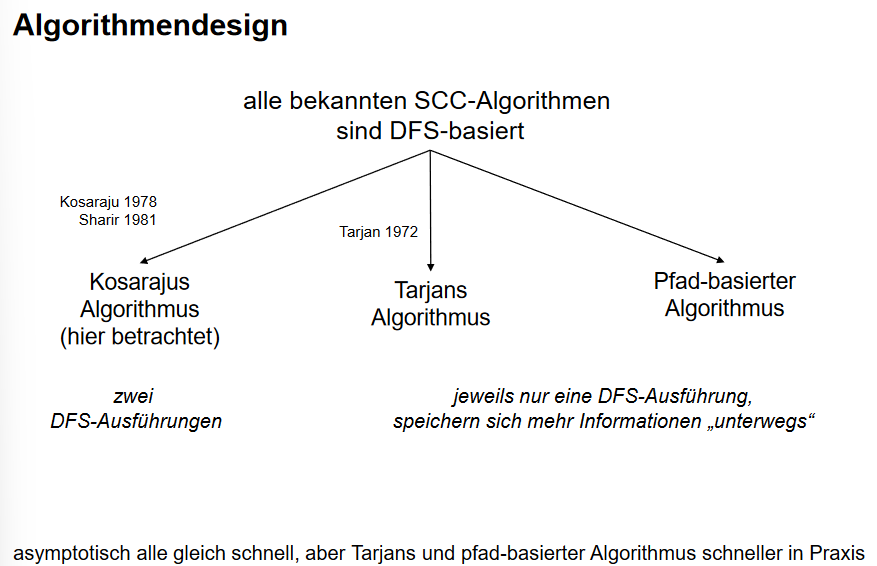 Algorithmendesign
alle bekannten SCC-Algorithmen
sind DFS-basiert
Kosaraju 1978
Sharir 1981
Tarjan 1972
Kosarajus
Algorithmus
(hier betrachtet)
Tarjans
Algorithmus
Pfad-basierter
Algorithmus
zwei
DFS-Ausführungen
jeweils nur eine DFS-Ausführung,
speichern sich mehr Informationen „unterwegs“
asymptotisch alle gleich schnell, aber Tarjans und pfad-basierter Algorithmus schneller in Praxis